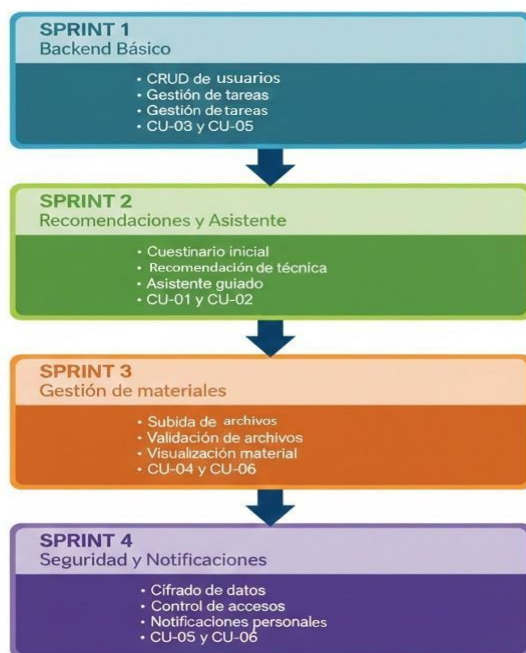 SPRINT 1
Backend Básico
• CRUD de usuarios
• Gestión de tareas
• Gestión de tareas
• CU-03 y CU-05
SPRINT 2
Recomendaciones y Asistente
• Cuestinario inicial
• Recomendación de técnica
• Asistente guiado
• CU-01 y CU-02
SPRINT 3
Gestión de materiales
• Subida de archivos
• Validación de archivos
• Visualización material
• CU-04 y CU-06
SPRINT 4
Seguridad y Notificaciones
• Cifrado de datos
• Control de accesos
• Notificaciones personales
• CU-05 y CU-06